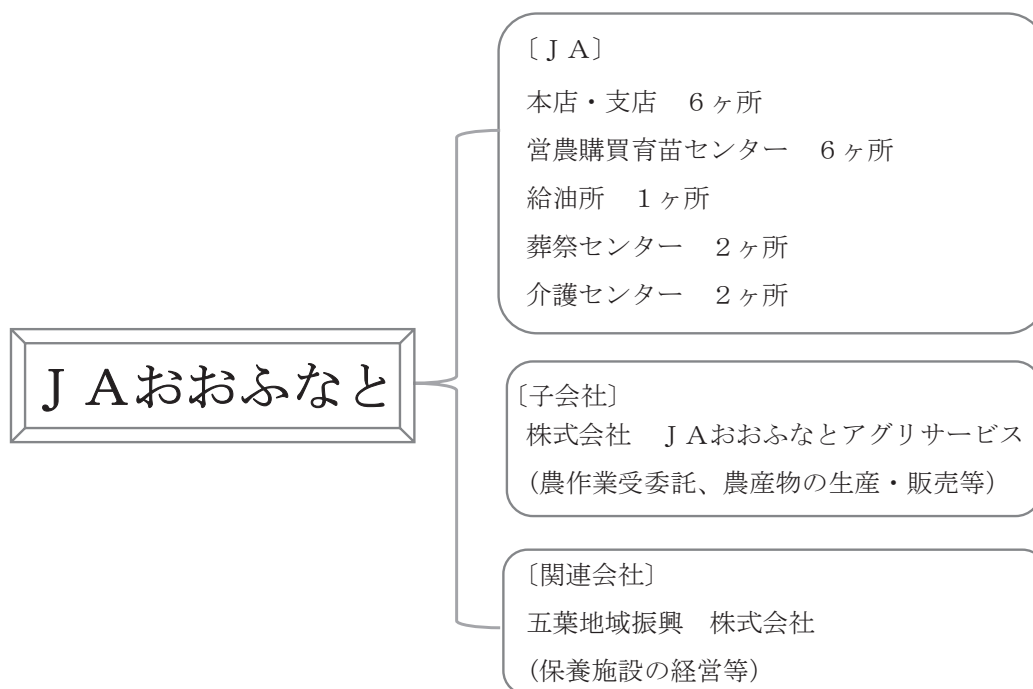 ＪＡおおふなと
〔ＪＡ〕
本店・支店　６ヶ所
営農購買育苗センター　６ヶ所
給油所　１ヶ所
葬祭センター　２ヶ所
介護センター　２ヶ所
〔子会社〕
株式会社　ＪＡおおふなとアグリサービス
（農作業受委託、農産物の生産・販売等）
〔関連会社〕
五葉地域振興　株式会社
（保養施設の経営等）